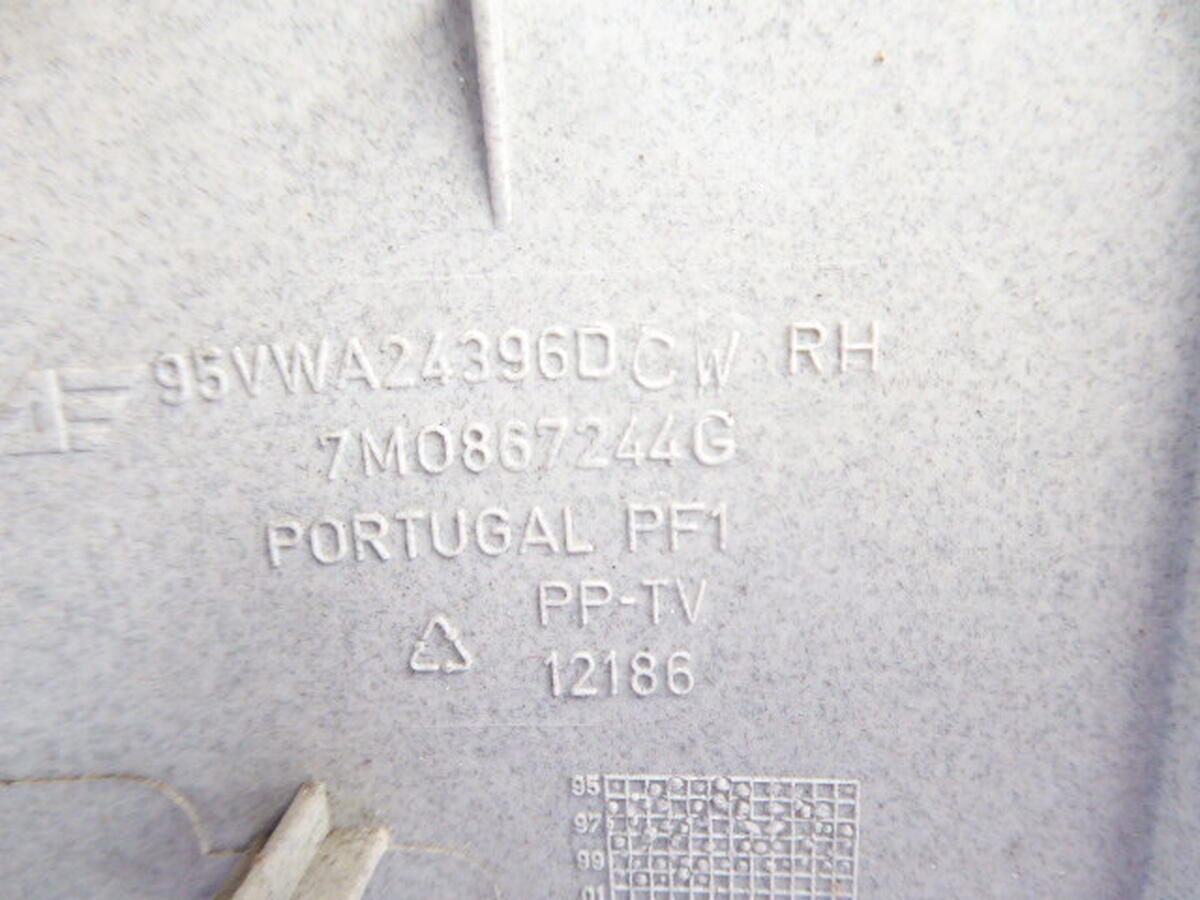 95VWA24396DCW RH
7M0867244G
PORTUGAL PF1
PP-TV
12186
95
97
99
01